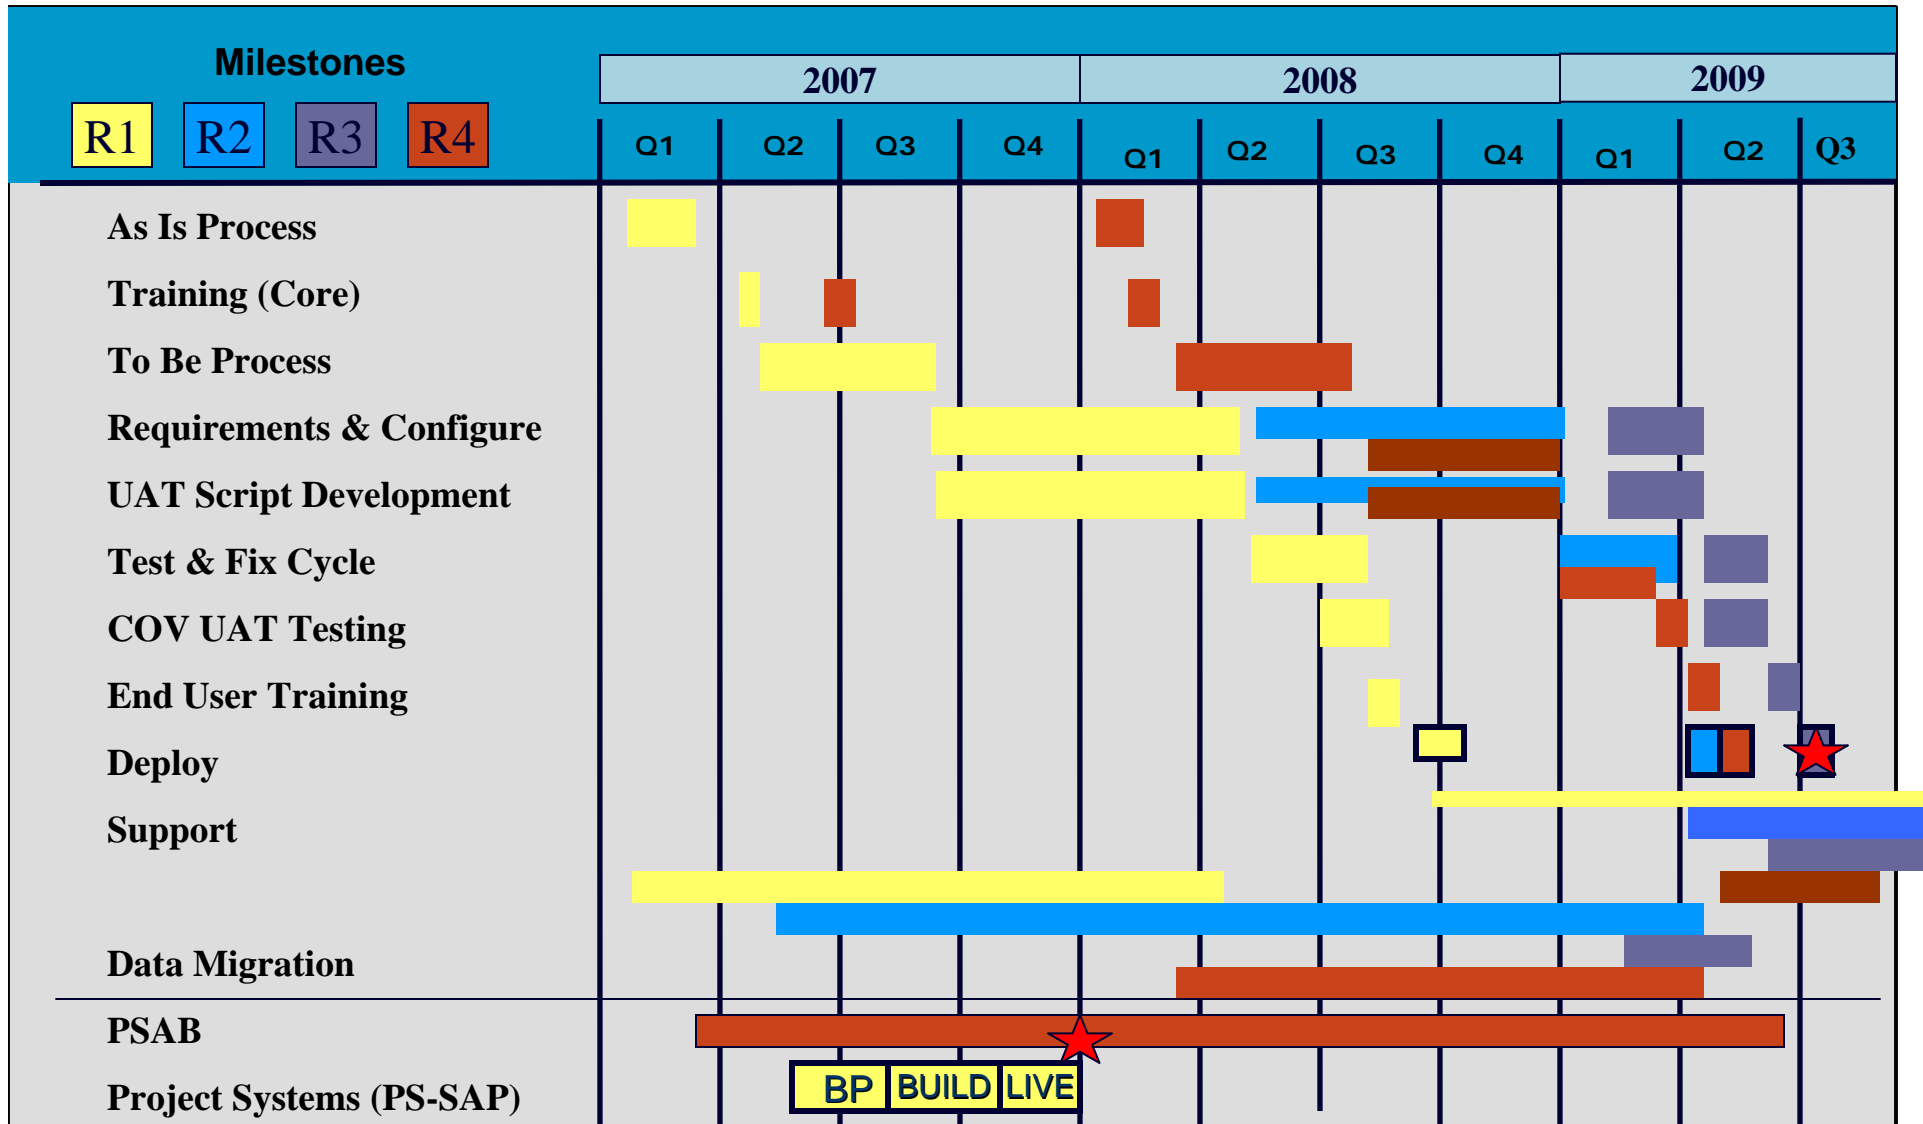 Milestones
2007 2008 2009
R1 R2 R3 R4
Q1 Q2 Q3 Q4 Q1 Q2 Q3 Q4 Q1 Q2 Q3
As Is Process
Training (Core)
To Be Process
Requirements & Configure
UAT Script Development
Test & Fix Cycle
COV UAT Testing
End User Training
Deploy
Support
Data Migration
PSAB
Project Systems (PS-SAP) BP BUILD LIVE